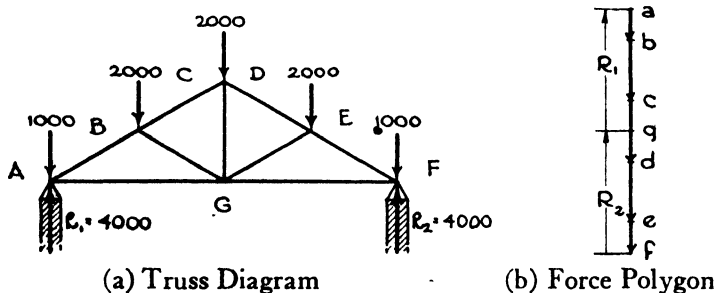 2000
a
2000
C
D
2000
b
R₁
1000
B
E
1000
c
g
A
F
d
G
R₂
R₁ = 4000
R₂ = 4000
e
f
(a) Truss Diagram
(b) Force Polygon